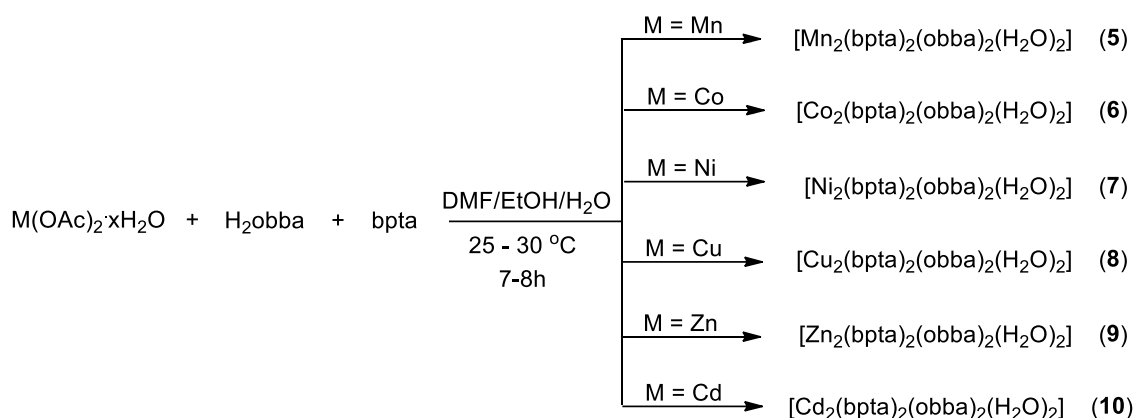 M(OAc)₂·xH₂O + H₂obba + bpta
DMF/EtOH/H₂O
25 - 30 °C
7-8h
M = Mn [Mn₂(bpta)₂(obba)₂(H₂O)₂] (5)
M = Co [Co₂(bpta)₂(obba)₂(H₂O)₂] (6)
M = Ni [Ni₂(bpta)₂(obba)₂(H₂O)₂] (7)
M = Cu [Cu₂(bpta)₂(obba)₂(H₂O)₂] (8)
M = Zn [Zn₂(bpta)₂(obba)₂(H₂O)₂] (9)
M = Cd [Cd₂(bpta)₂(obba)₂(H₂O)₂] (10)